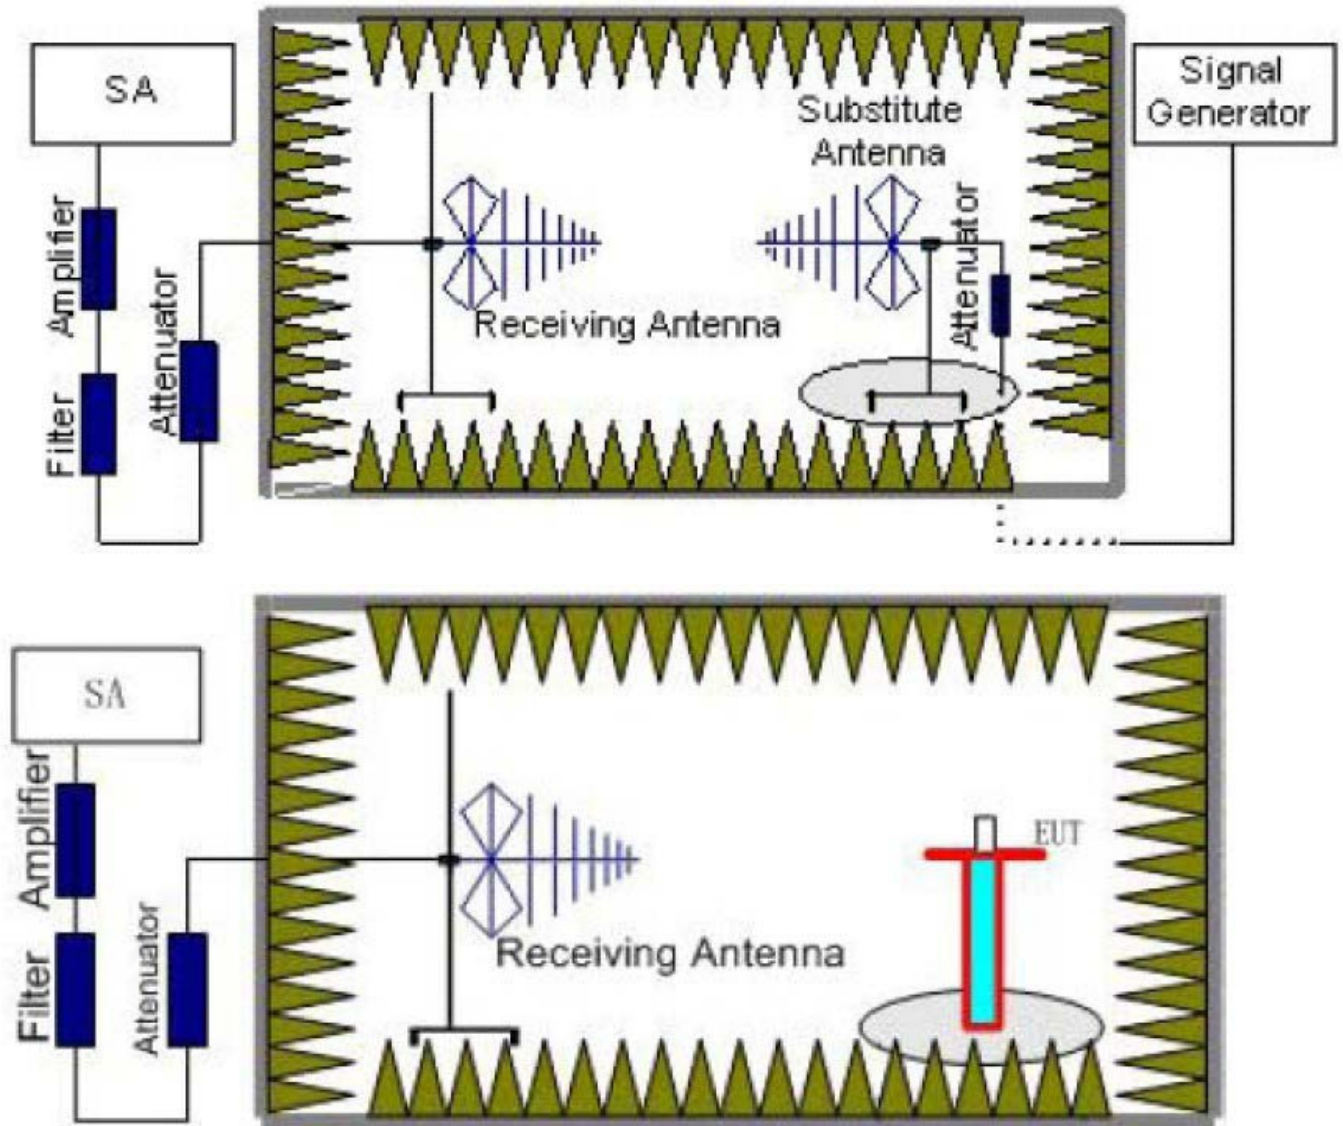 SA
Signal
Generator
Substitute
Antenna
Amplifier
Attenuator
Attenuator
Receiving Antenna
Filter
SA
Amplifier
EUT
Filter
Attenuator
Receiving Antenna